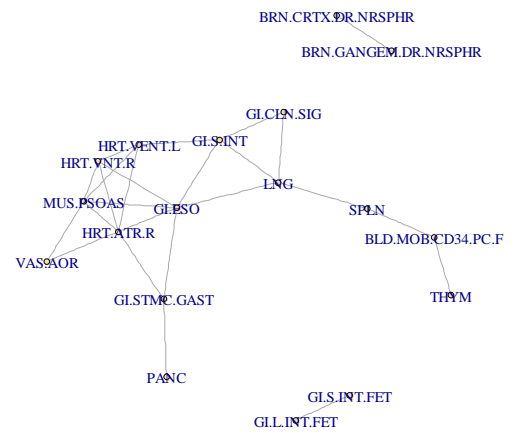 BRN.CRTX.DR.NRSPHR
BRN.GANGEM.DR.NRSPHR
GI.CLN.SIG
HRT.VENT.L
GI.S.INT
HRT.VNT.R
LNG
MUS.PSOAS
GI.ESO
SPLN
HRT.ATR.R
BLD.MOB.CD34.PC.F
VAS.AOR
GI.STMC.GAST
THYM
PANC
GI.S.INT.FET
GI.L.INT.FET